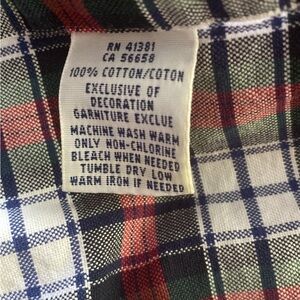 RN 41381
CA 56658
100% COTTON/COTON
EXCLUSIVE OF
DECORATION
GARNITURE EXCLUE
MACHINE WASH WARM
ONLY NON-CHLORINE
BLEACH WHEN NEEDED
TUMBLE DRY LOW
WARM IRON IF NEEDED